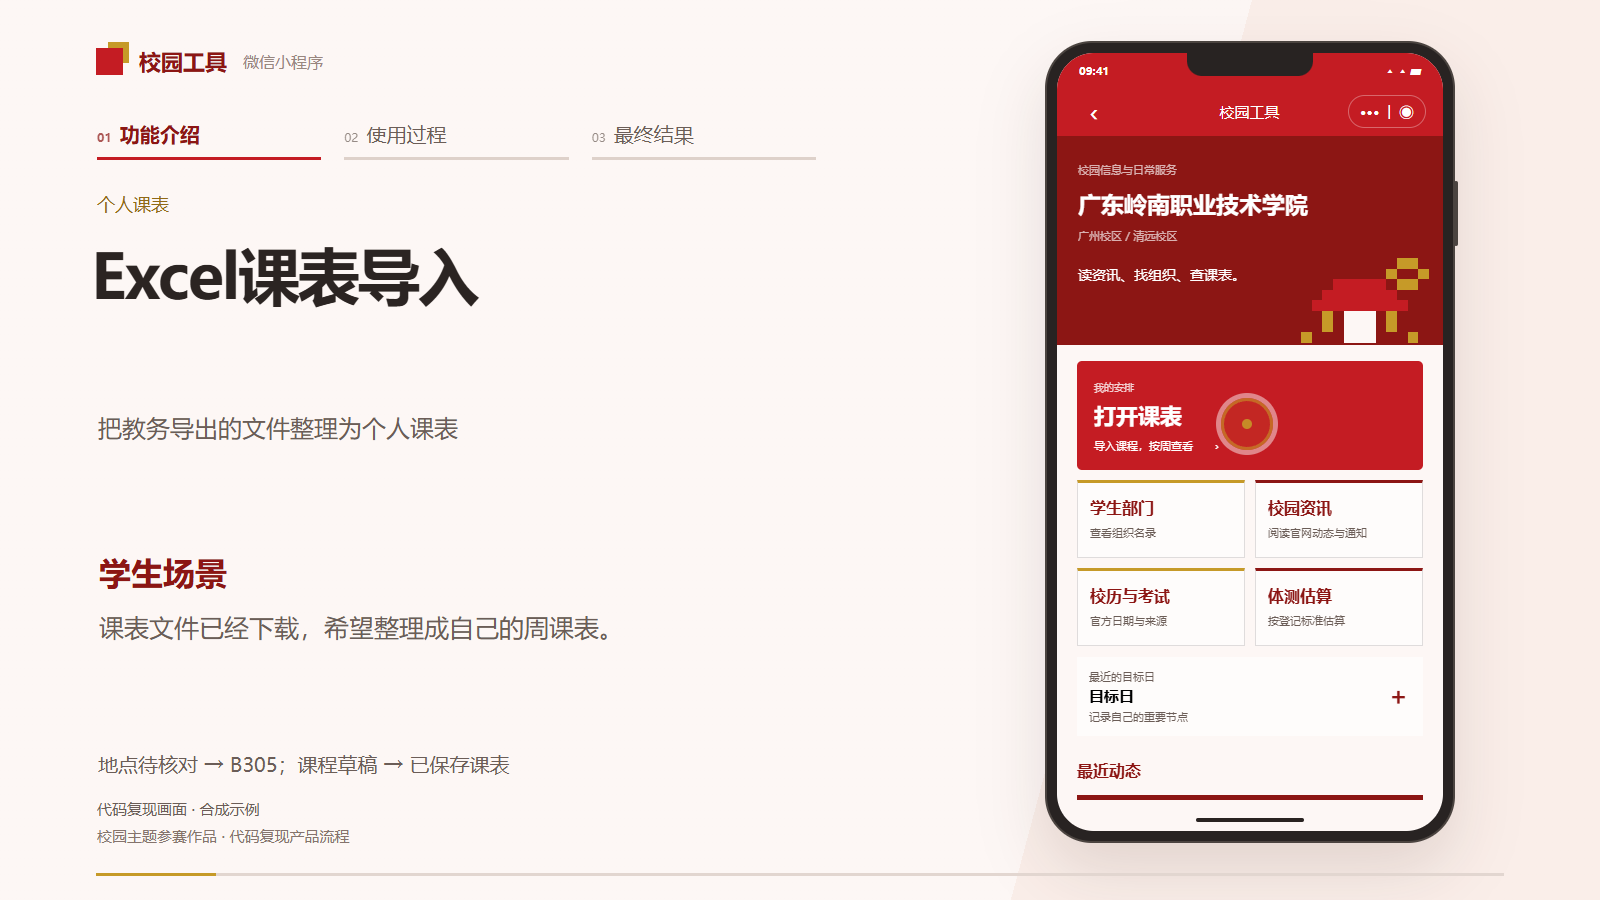 校园工具 微信小程序
01 功能介绍
02 使用过程
03 最终结果
个人课表
Excel课表导入
把教务导出的文件整理为个人课表
学生场景
课表文件已经下载，希望整理成自己的周课表。
地点待核对 → B305；课程草稿 → 已保存课表
代码复现画面 · 合成示例
校园主题参赛作品 · 代码复现产品流程
09:41
校园工具
校园信息与日常服务
广东岭南职业技术学院
广州校区 / 清远校区
读资讯、找组织、查课表。
我的安排
打开课表
导入课程，按周查看 ›
学生部门
查看组织名录
校园资讯
阅读官网动态与通知
校历与考试
官方日期与来源
体测估算
按登记标准估算
最近的目标日
目标日
记录自己的重要节点
+
最近动态